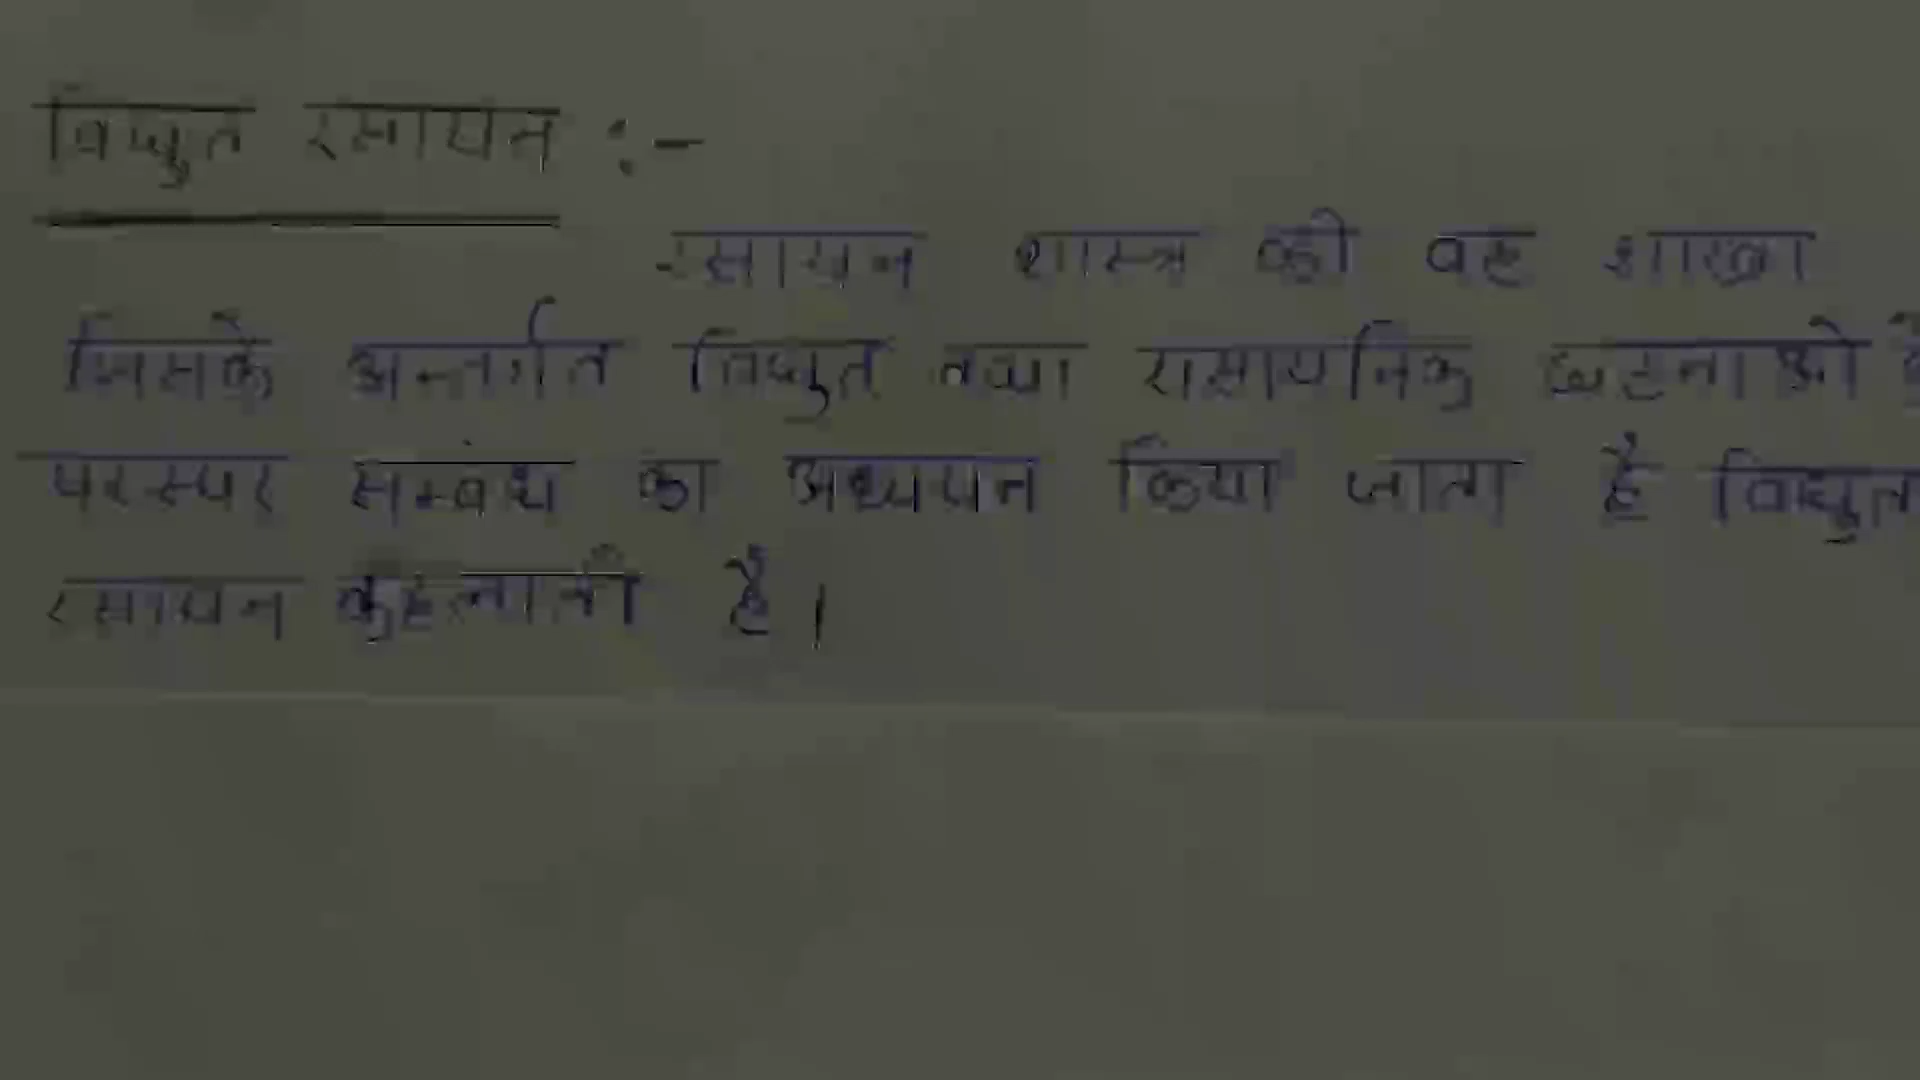 विद्युत रसायन :-
रसायन शास्त्र की वह शाखा
जिसके अन्तर्गत विद्युत तथा रासायनिक घटनाओ के
परस्पर सम्बंध का अध्ययन किया जाता है विद्युत
रसायन कहलाती है।